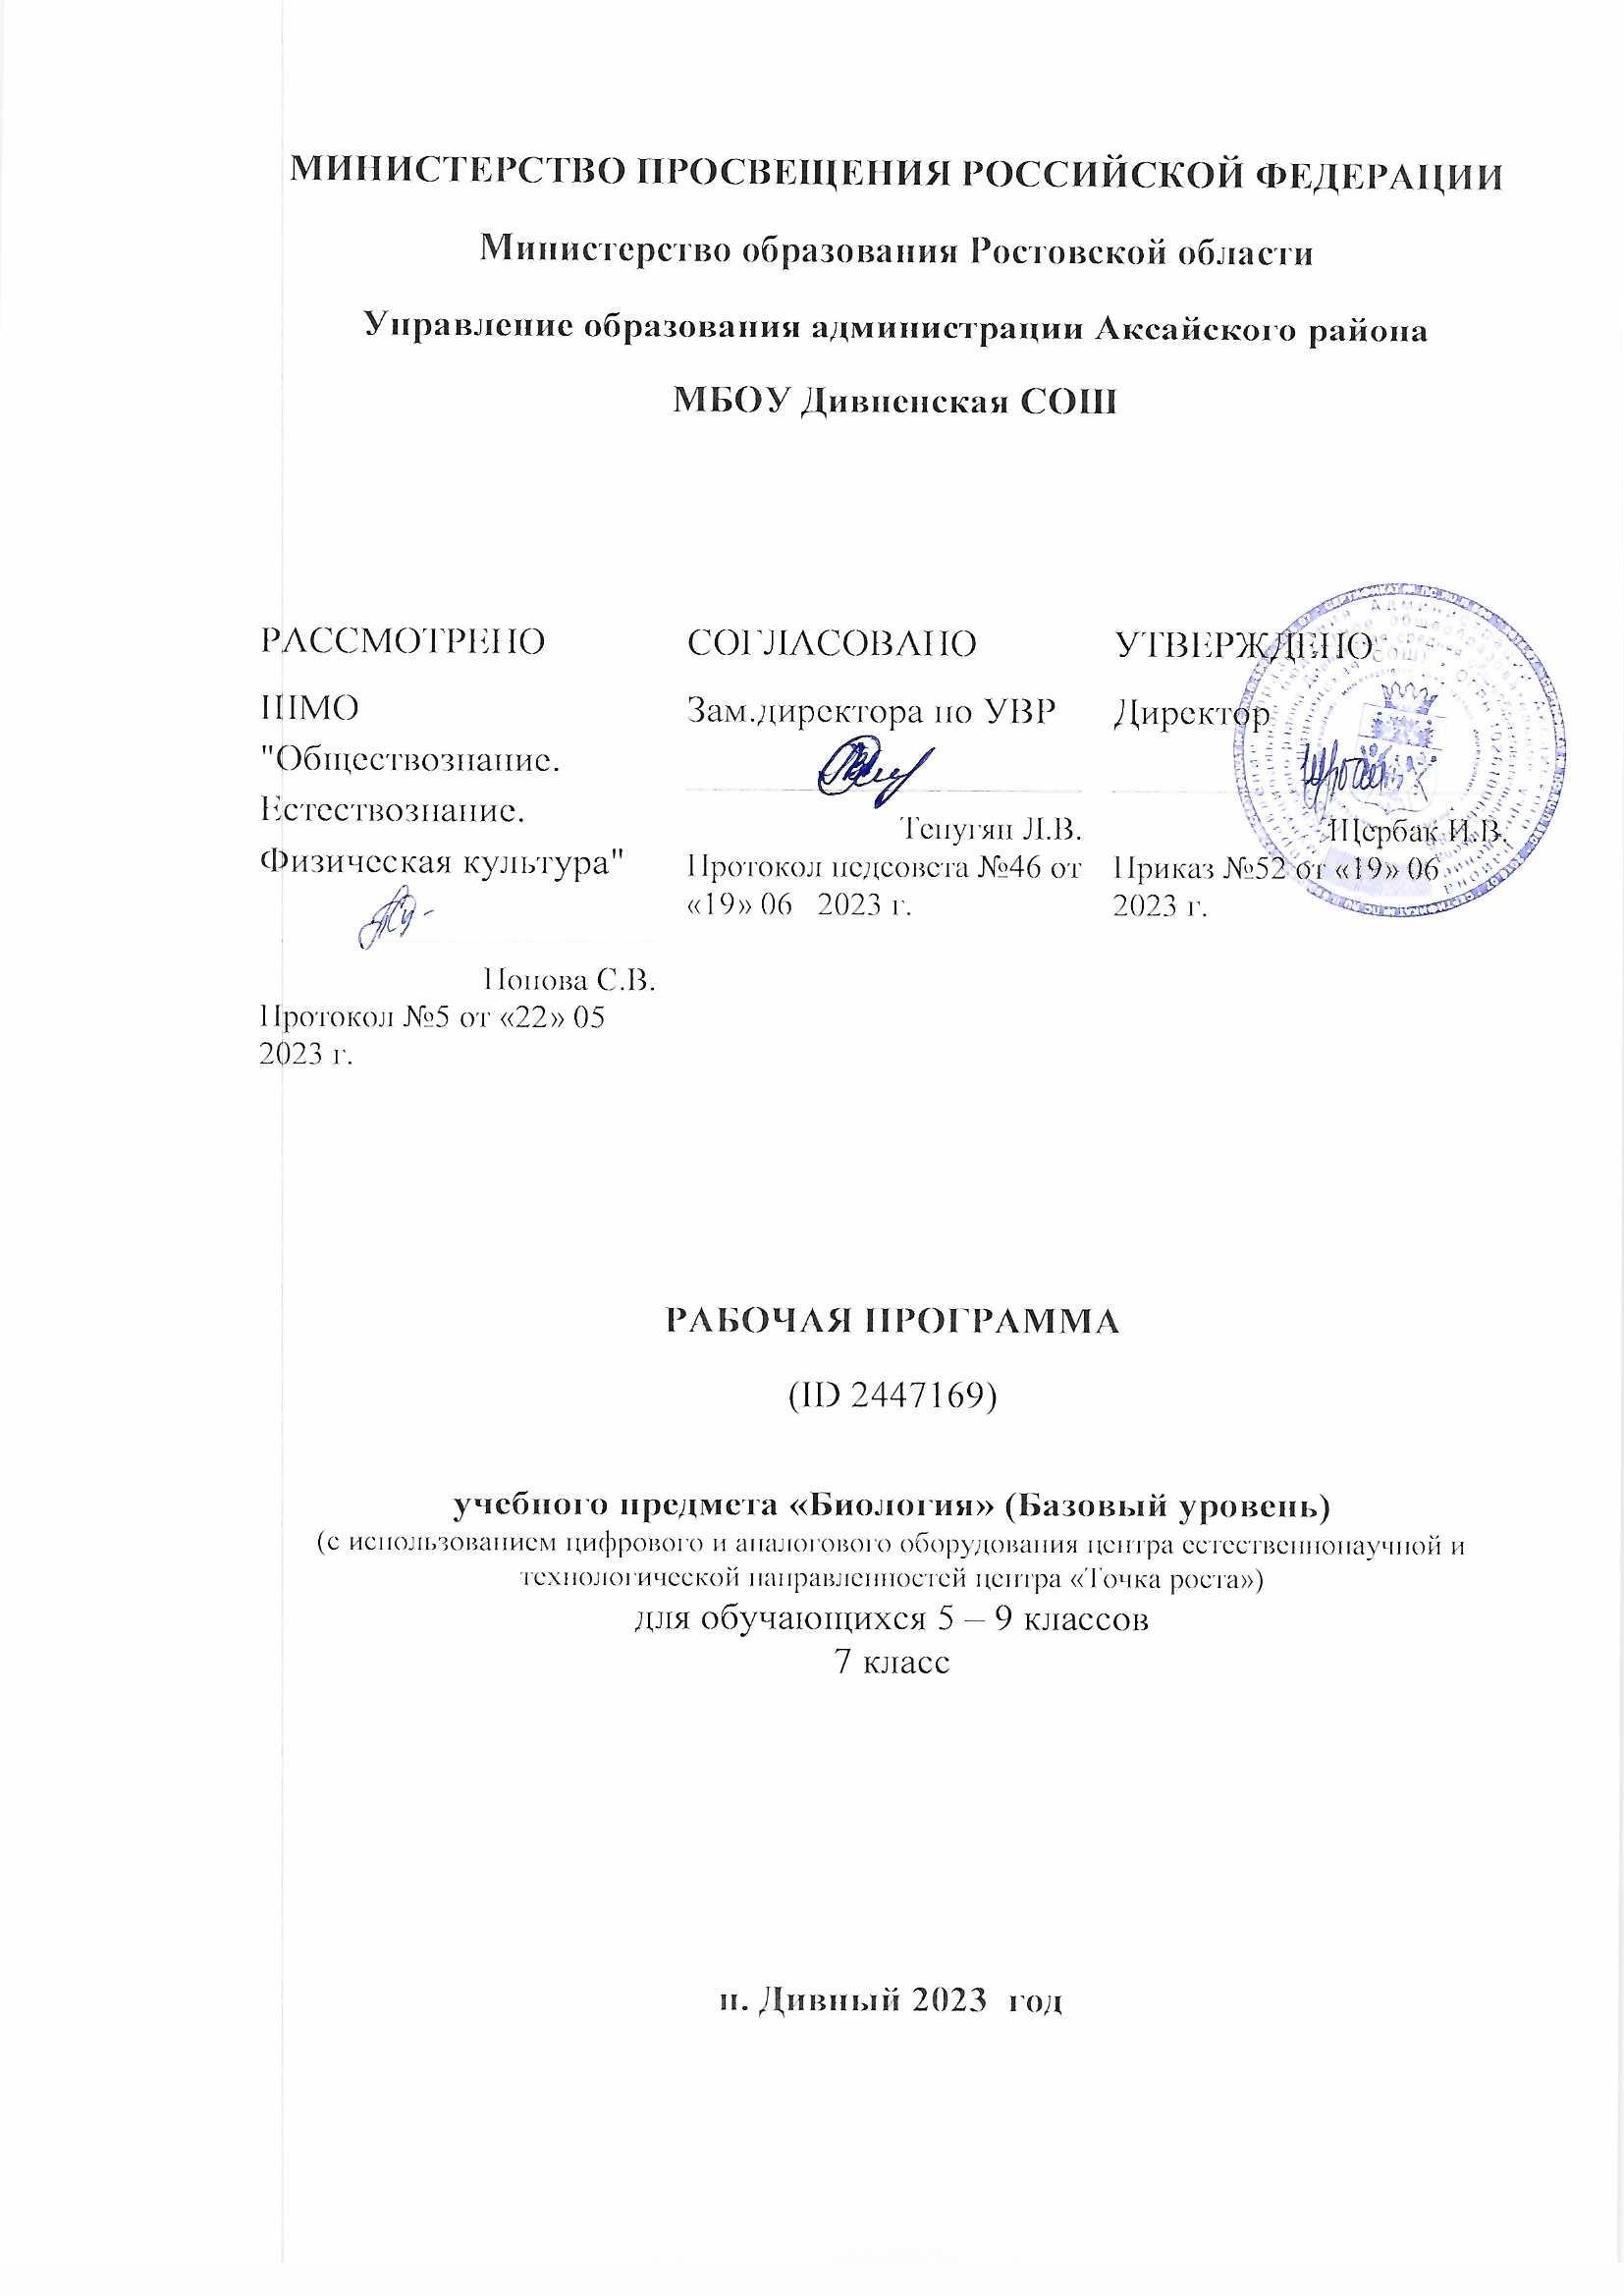 МИНИСТЕРСТВО ПРОСВЕЩЕНИЯ РОССИЙСКОЙ ФЕДЕРАЦИИ
Министерство образования Ростовской области
Управление образования администрации Аксайского района
МБОУ Дивненская СОШ
РАССМОТРЕНО
ШМО
"Обществознание.
Естествознание.
Физическая культура"
Попова С.В.
Протокол №5 от «22» 05
2023 г.
СОГЛАСОВАНО
Зам.директора по УВР
Тенугян Л.В.
Протокол педсовета №46 от
«19» 06 2023 г.
УТВЕРЖДЕНО
Директор
Щербак И.В.
Приказ №52 от «19» 06
2023 г.
РАБОЧАЯ ПРОГРАММА
(ID 2447169)
учебного предмета «Биология» (Базовый уровень)
(с использованием цифрового и аналогового оборудования центра естественнонаучной и
технологической направленностей центра «Точка роста»)
для обучающихся 5 – 9 классов
7 класс
п. Дивный 2023 год